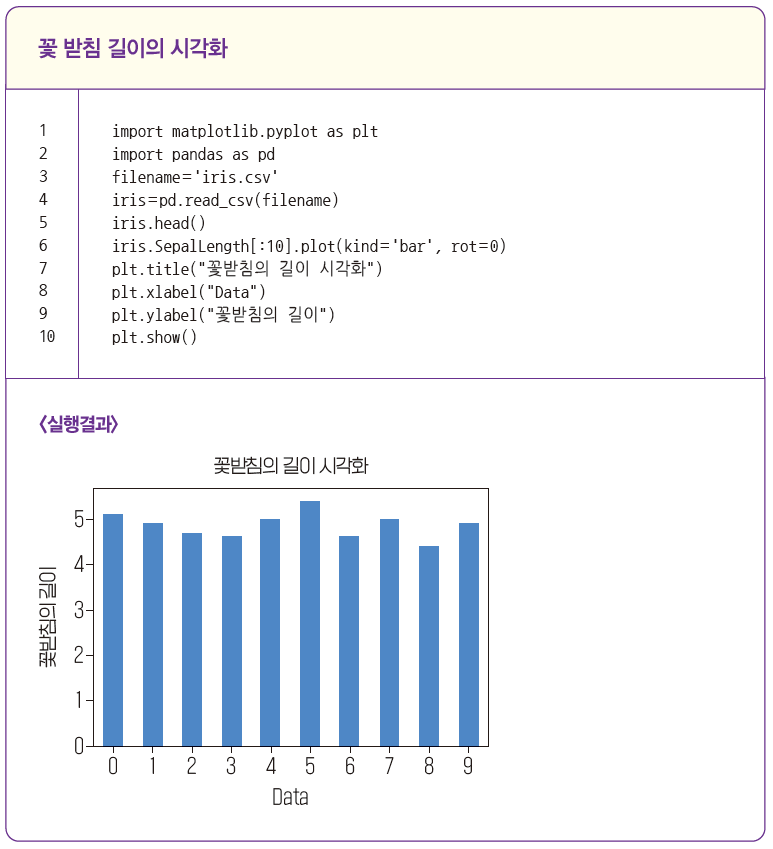 꽃 받침 길이의 시각화
1 import matplotlib.pyplot as plt
2 import pandas as pd
3 filename='iris.csv'
4 iris=pd.read_csv(filename)
5 iris.head()
6 iris.SepalLength[:10].plot(kind='bar', rot=0)
7 plt.title("꽃받침의 길이 시각화")
8 plt.xlabel("Data")
9 plt.ylabel("꽃받침의 길이")
10 plt.show()
<실행결과>
꽃받침의 길이 시각화
꽃받침의 길이
5
4
3
2
1
0
0 1 2 3 4 5 6 7 8 9
Data